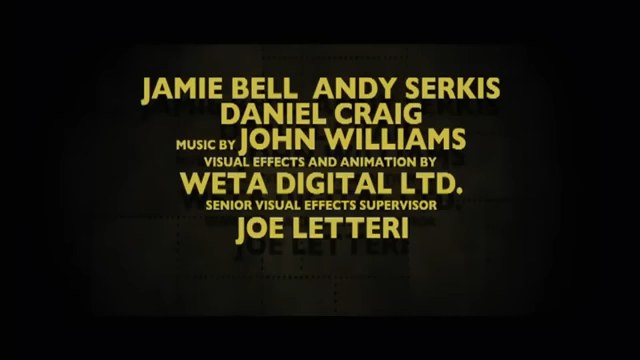 JAMIE BELL ANDY SERKIS
DANIEL CRAIG
MUSIC BY JOHN WILLIAMS
VISUAL EFFECTS AND ANIMATION BY
WETA DIGITAL LTD.
SENIOR VISUAL EFFECTS SUPERVISOR
JOE LETTERI